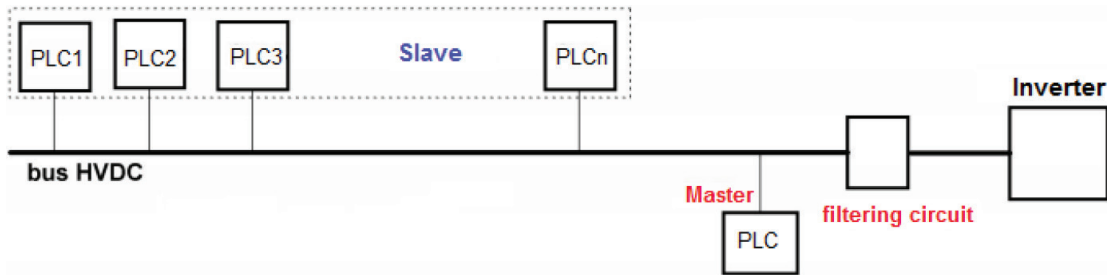 PLC1 PLC2 PLC3 Slave PLCn
Inverter
bus HVDC
Master
filtering circuit
PLC